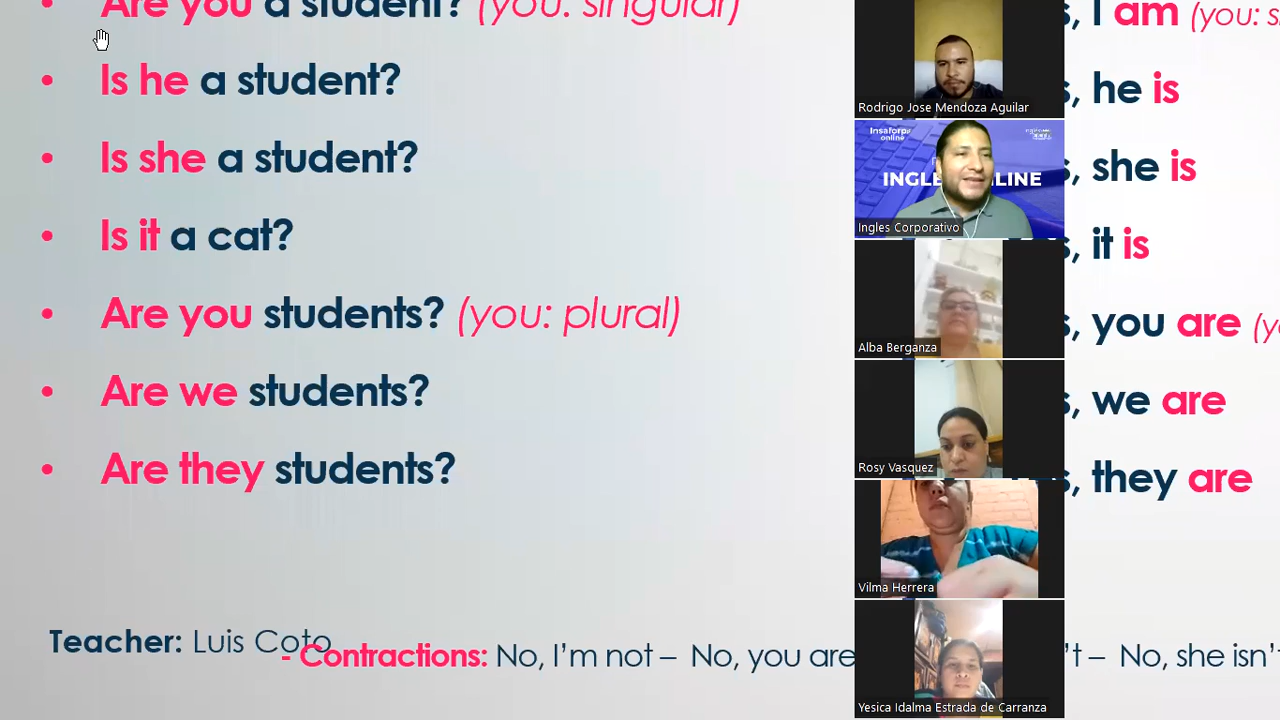 Are you a student? (you: singular)
Is he a student?
Is she a student?
Is it a cat?
Are you students? (you: plural)
Are we students?
Are they students?
Teacher: Luis Coto
- Contractions: No, I'm not – No, you are
't – No, she isn'
, I am (you: s
, he is
, she is
, it is
, you are (y
, we are
, they are
Rodrigo Jose Mendoza Aguilar
Insaforp
online
INGLE LINE
Ingles Corporativo
Alba Berganza
Rosy Vasquez
Vilma Herrera
Yesica Idalma Estrada de Carranza